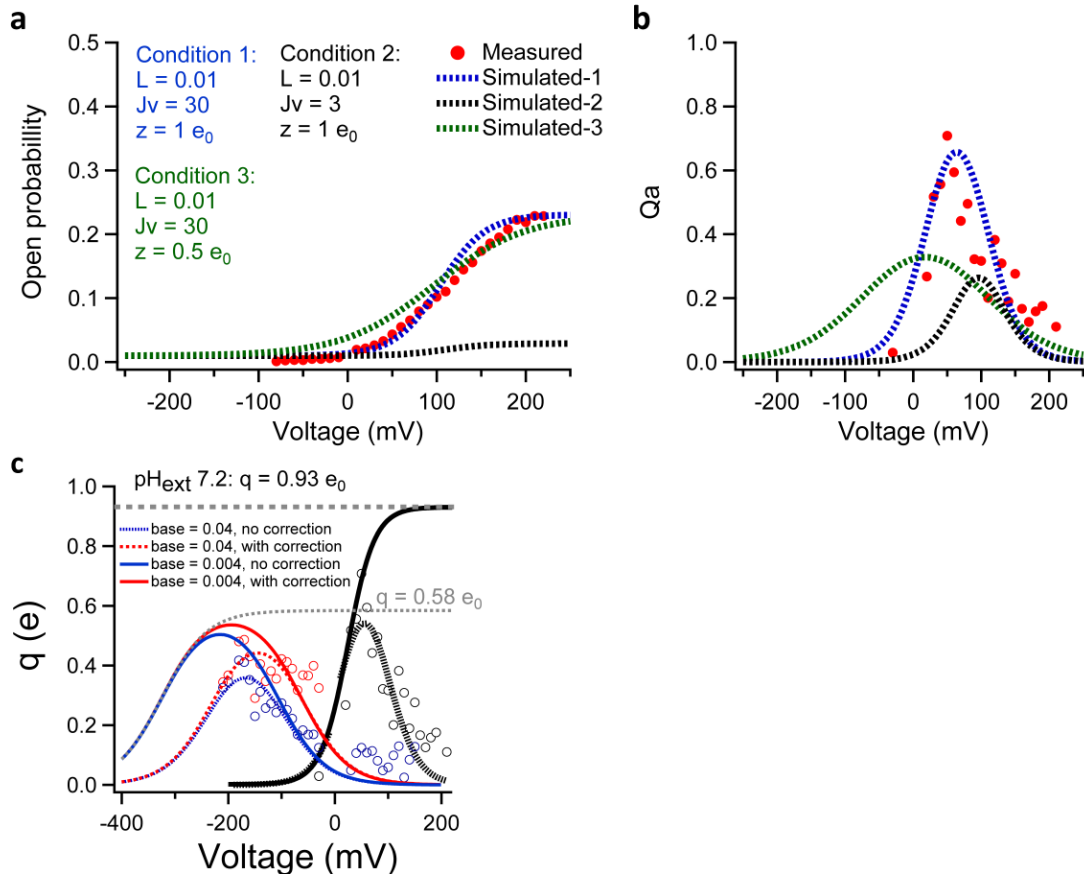 a
Open probabillity
0.5
0.4
0.3
0.2
0.1
0.0
Condition 1:
L = 0.01
Jv = 30
z = 1 e0
Condition 2:
L = 0.01
Jv = 3
z = 1 e0
Measured
Simulated-1
Simulated-2
Simulated-3
Condition 3:
L = 0.01
Jv = 30
z = 0.5 e0
-200
-100
0
100
200
Voltage (mV)
b
Qa
1.0
0.8
0.6
0.4
0.2
0.0
-200
-100
0
100
200
Voltage (mV)
c
pHext 7.2: q = 0.93 e0
q (e)
1.0
0.8
0.6
0.4
0.2
0.0
base = 0.04, no correction
base = 0.04, with correction
base = 0.004, no correction
base = 0.004, with correction
q = 0.58 e0
-400
-200
0
200
Voltage (mV)